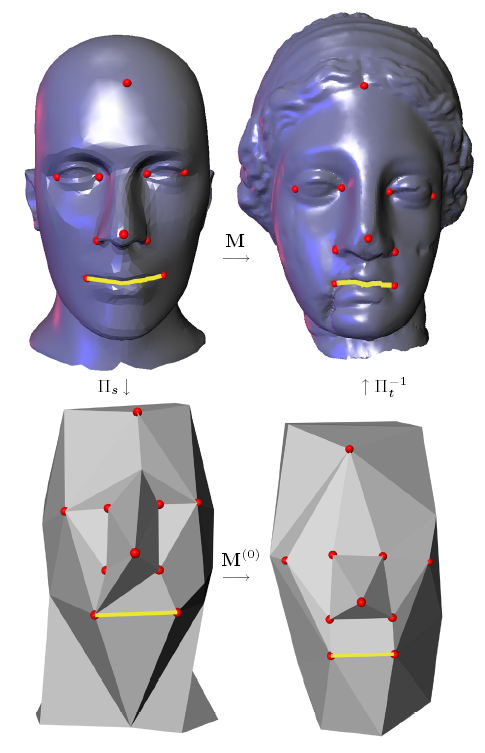 M
→
Π_s ↓
↑ Π_t^{-1}
M^{(0)}
→